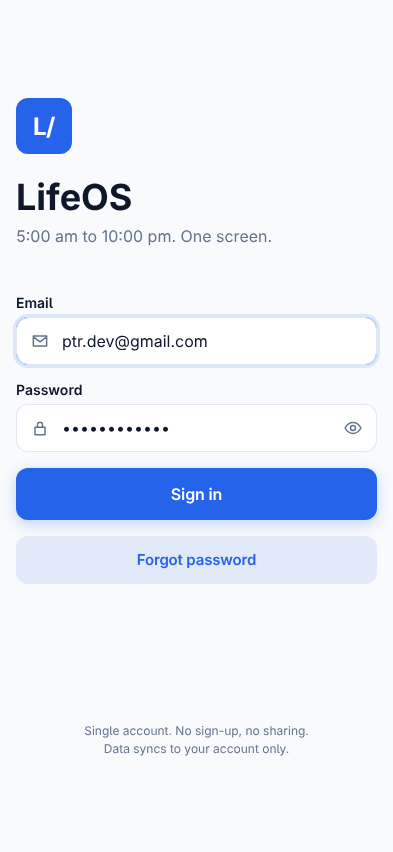 L/
LifeOS
5:00 am to 10:00 pm. One screen.
Email
ptr.dev@gmail.com
Password
••••••••••••
Sign in
Forgot password
Single account. No sign-up, no sharing.
Data syncs to your account only.